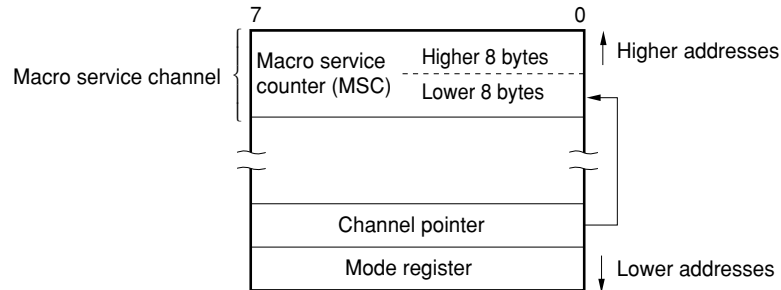 7 0
Higher addresses
Macro service channel
Macro service
counter (MSC)
Higher 8 bytes
Lower 8 bytes
Channel pointer
Mode register
Lower addresses